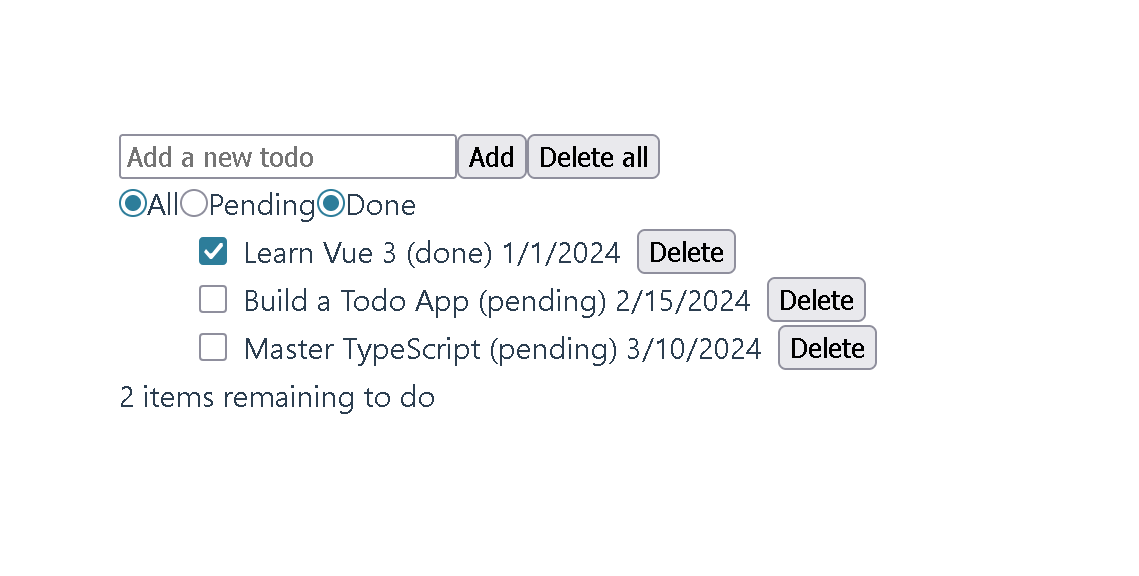 Add a new todo Add Delete all
All Pending Done
Learn Vue 3 (done) 1/1/2024 Delete
Build a Todo App (pending) 2/15/2024 Delete
Master TypeScript (pending) 3/10/2024 Delete
2 items remaining to do